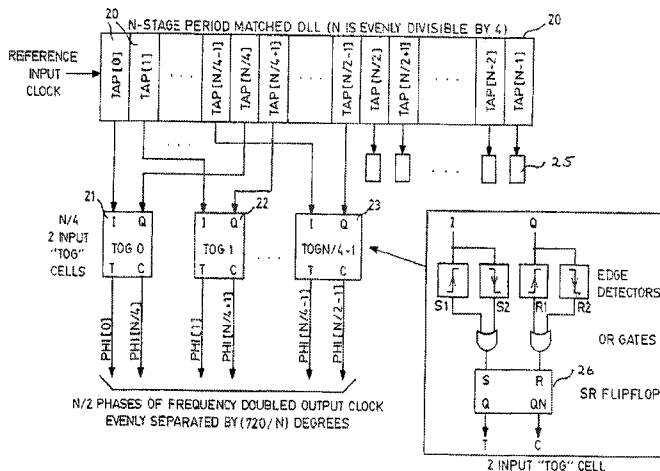 N-STAGE PERIOD MATCHED DLL (N IS EVENLY DIVISIBLE BY 4)
20
20
REFERENCE
INPUT
CLOCK
TAP[0]
TAP[1]
TAP[N/4-1]
TAP[N/4]
TAP[N/4+1]
TAP[N/2-1]
TAP[N/2]
TAP[N/2+1]
TAP[N-2]
TAP[N-1]
25
21
22
23
N/4
2 INPUT
"TOG"
CELLS
I Q
TOG 0
T C
I Q
TOG 1
T C
I Q
TOGN/4-1
T C
PHI[0]
PHI[N/4]
PHI[1]
PHI[N/4+1]
PHI[N/4-1]
PHI[N/2-1]
N/2 PHASES OF FREQUENCY DOUBLED OUTPUT CLOCK
EVENLY SEPARATED BY (720/N) DEGREES
I Q
EDGE
DETECTORS
S1 S2 R1 R2
OR GATES
26
S R
SR FLIPFLOP
Q QN
T C
2 INPUT "TOG" CELL